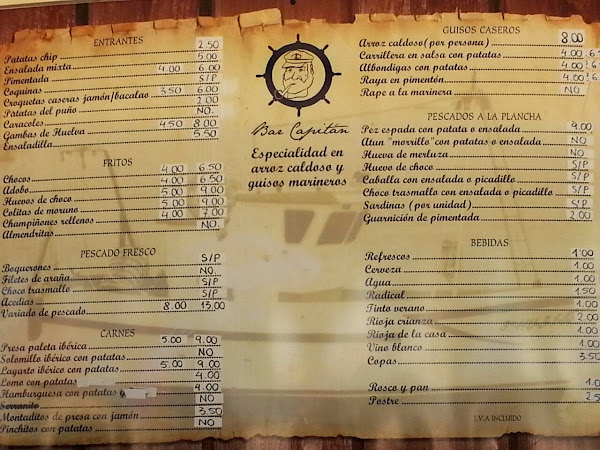 ENTRANTES
Patatas chip 2.50
Ensalada mixta 5.00
Pimentada 4.00 6.00
Coquinas S/P
Croquetas caseras jamón/bacalao 3.50 6.00
Patatas del puño 2.00
Caracoles NO
Gambas de Huelva 4.50 8.00
Ensaladilla 5.50
FRITOS
Chocos 4.00 6.50
Adobo 4.00 6.50
Huevos de choco 5.00 9.00
Colitas de moruno 5.00 9.00
Champiñones rellenos 4.00 7.00
Almendritas NO
PESCADO FRESCO
Boquerones S/P
Filetes de araña NO
Choco trasmallo S/P
Acedias S/P
Variado de pescado 8.00 13.00
CARNES
Presa paleta ibérica 5.00 9.00
Solomillo ibérico con patatas NO
Lagarto ibérico con patatas 5.00 9.00
Lomo con patatas 4.00
Hamburguesa con patatas 4.00
Serranito NO
Montaditos de presa con jamón 3.50
Pinchitos con patatas NO
Bar Capitán
Especialidad en
arroz caldoso y
guisos marineros
GUISOS CASEROS
Arroz caldoso (por persona) 8.00
Carrillera en salsa con patatas 4.00
Albondigas con patatas 4.00
Raya en pimentón 4.00
Rape a la marinera NO
PESCADOS A LA PLANCHA
Pez espada con patata o ensalada 9.00
Atun "morrillo" con patatas o ensalada NO
Hueva de merluza NO
Huevo de choco S/P
Caballa con ensalada o picadillo S/P
Choco trasmallo con ensalada o picadillo S/P
Sardinas (por unidad) S/P
Guarnición de pimentada 2.00
BEBIDAS
Refrescos 1.00
Cerveza 1.00
Agua 1.00
Radical 1.50
Tinto verano 1.00
Rioja crianza 2.00
Rioja de la casa 1.00
Vino blanco 1.00
Copas 3.50
Rosco y pan 1.00
Postre
I.V.A INCLUIDO